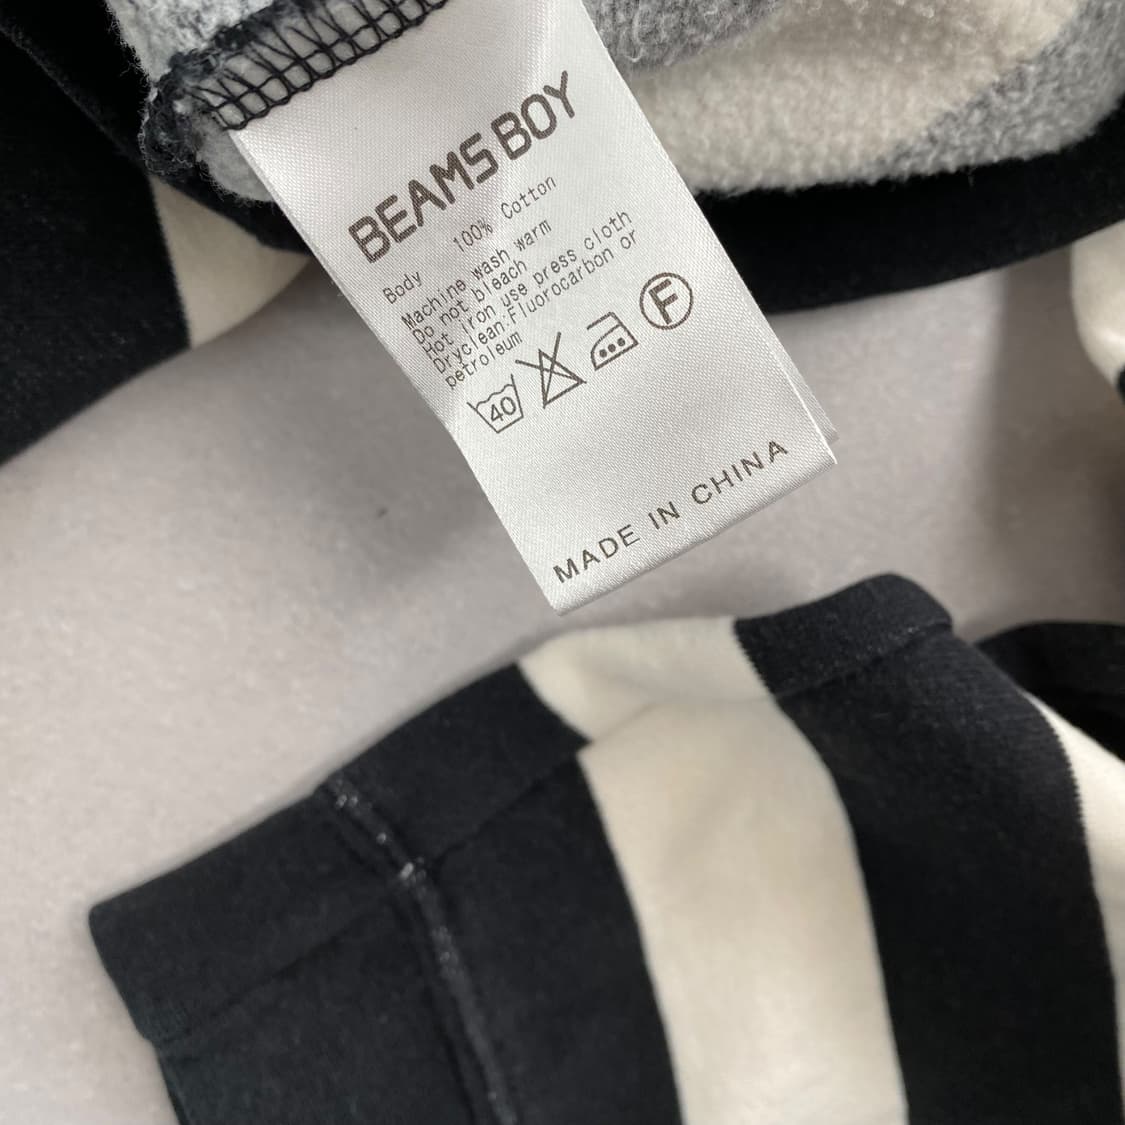 BEAMS BOY
Body 100% Cotton
Machine wash warm
Do not bleach
Hot iron use press cloth
Dryclean:Fluorocarbon or
petroleum
40 F
MADE IN CHINA